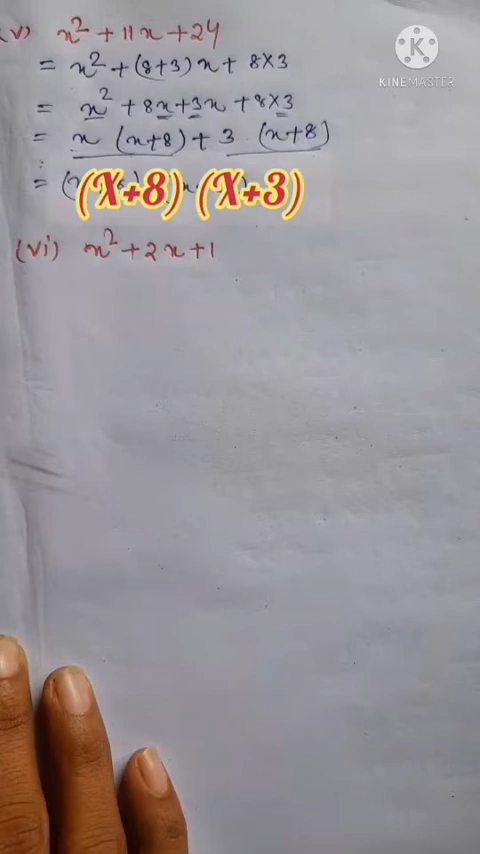 KINEMASTER
(v) x² + 11x + 24
= x² + (8+3)x + 8×3
= x² + 8x + 3x + 8×3
= x (x+8) + 3 (x+8)
= (X+8) (X+3)
(vi) x² + 2x + 1